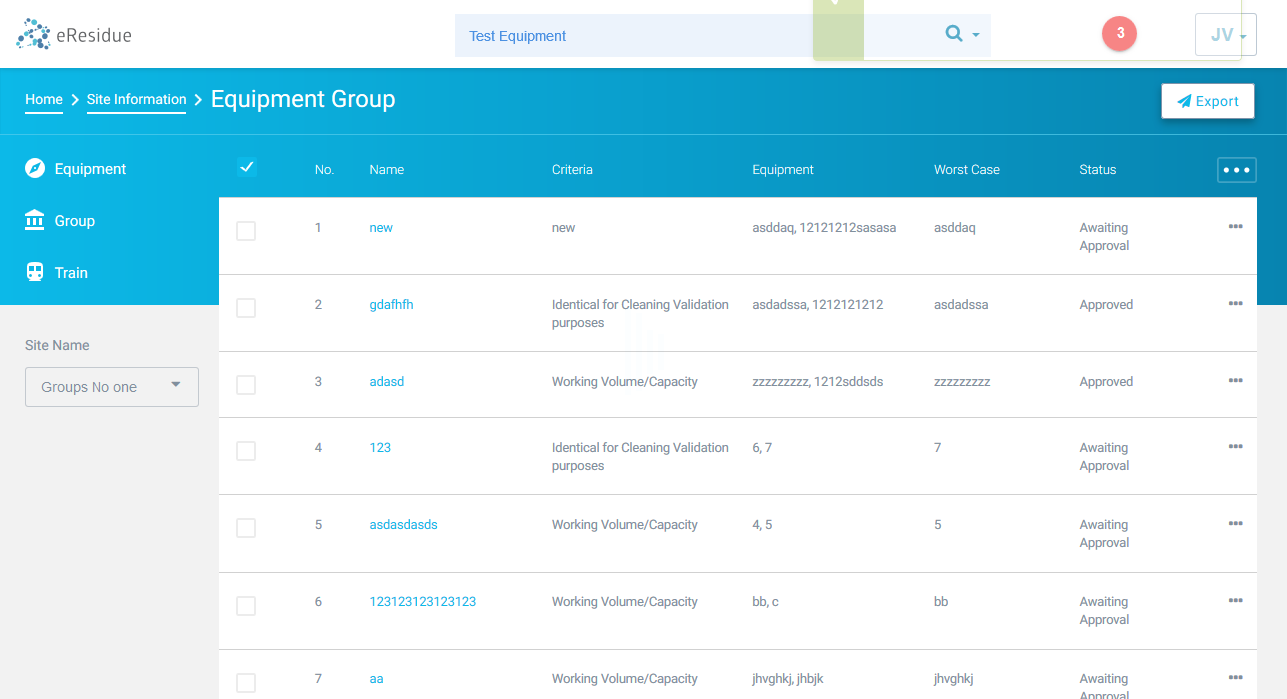 eResidue
Test Equipment
3
JV
Home
Site Information
Equipment Group
Export
Equipment
Group
Train
Site Name
Groups No one
No. Name Criteria Equipment Worst Case Status
1 new new asddaq, 12121212sasasa asddaq Awaiting
Approval
2 gdafhfh Identical for Cleaning Validation asdadssa, 1212121212 asdadssa Approved
purposes
3 adasd Working Volume/Capacity zzzzzzzzz, 1212sddsds zzzzzzzzz Approved
4 123 Identical for Cleaning Validation 6, 7 7 Awaiting
purposes Approval
5 asdasdasds Working Volume/Capacity 4, 5 5 Awaiting
Approval
6 123123123123123 Working Volume/Capacity bb, c bb Awaiting
Approval
7 aa Working Volume/Capacity jhvghkj, jhbjk jhvghkj Awaiting
Approval